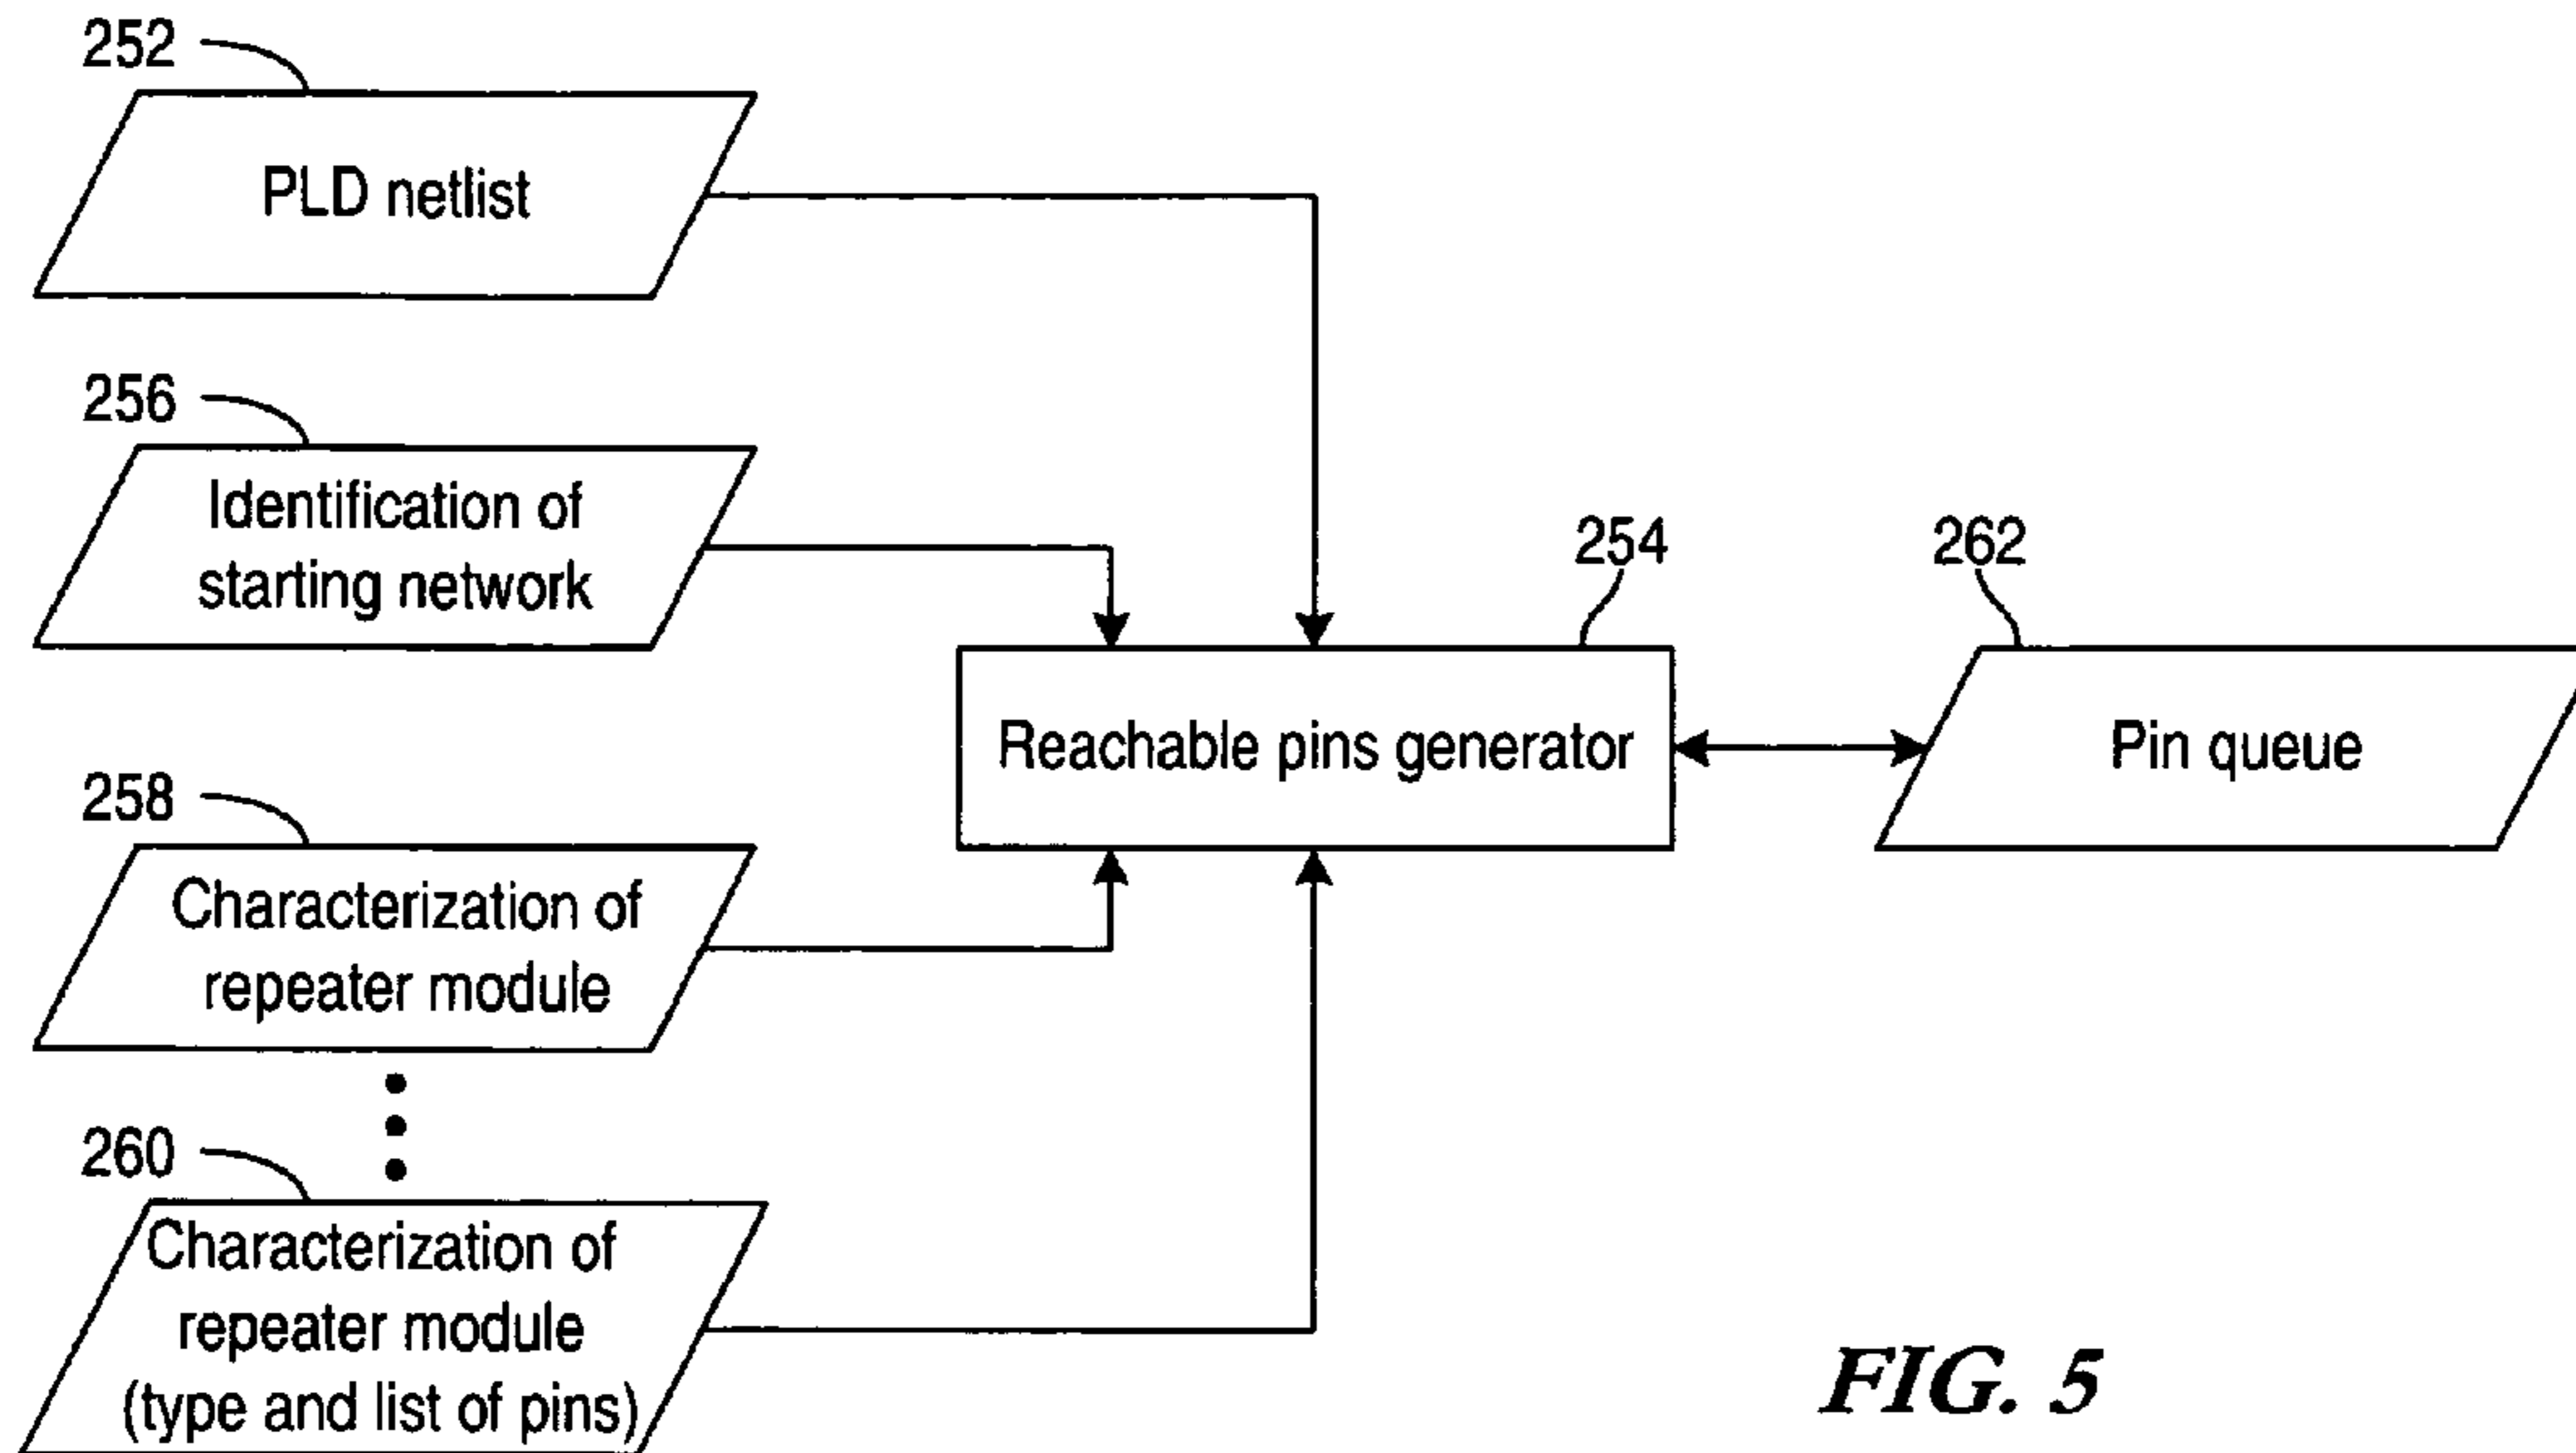 252
PLD netlist
256
Identification of
starting network
254
262
Reachable pins generator
Pin queue
258
Characterization of
repeater module
260
Characterization of
repeater module
(type and list of pins)
FIG. 5